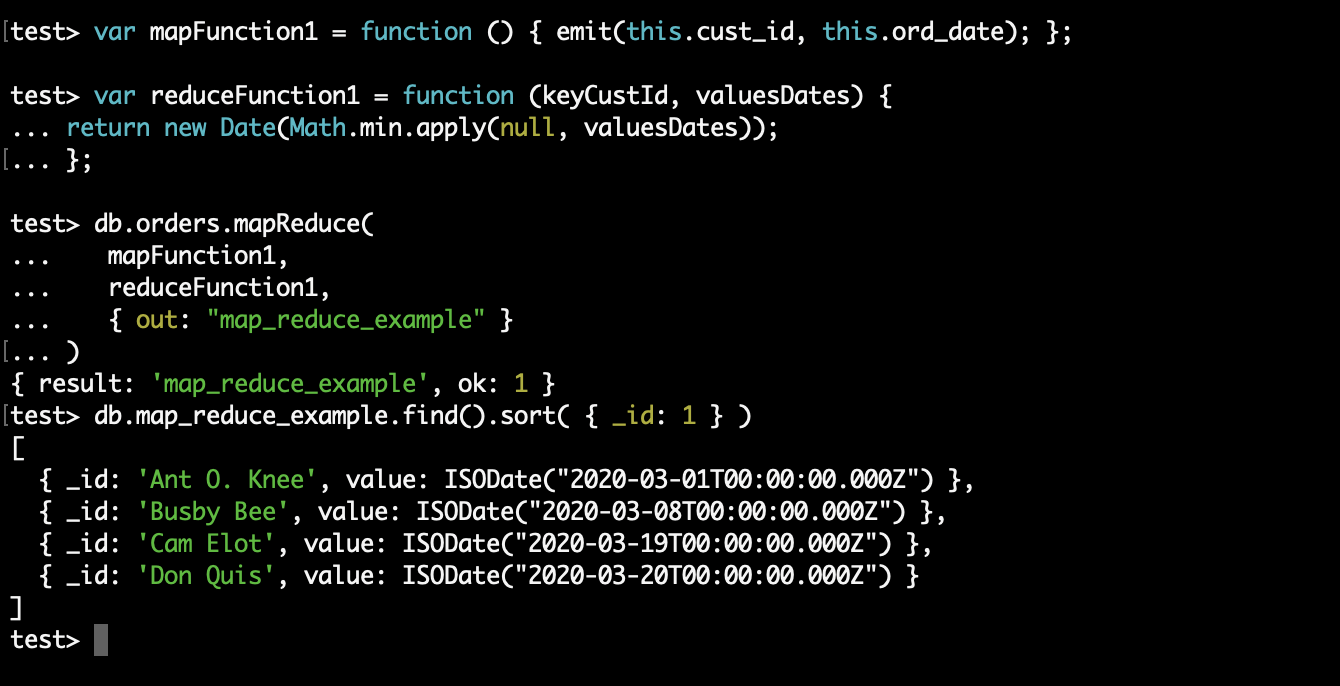 test> var mapFunction1 = function () { emit(this.cust_id, this.ord_date); };
test> var reduceFunction1 = function (keyCustId, valuesDates) {
... return new Date(Math.min.apply(null, valuesDates));
... };
test> db.orders.mapReduce(
...    mapFunction1,
...    reduceFunction1,
...    { out: "map_reduce_example" }
... )
{ result: 'map_reduce_example', ok: 1 }
test> db.map_reduce_example.find().sort( { _id: 1 } )
[
  { _id: 'Ant O. Knee', value: ISODate("2020-03-01T00:00:00.000Z") },
  { _id: 'Busby Bee', value: ISODate("2020-03-08T00:00:00.000Z") },
  { _id: 'Cam Elot', value: ISODate("2020-03-19T00:00:00.000Z") },
  { _id: 'Don Quis', value: ISODate("2020-03-20T00:00:00.000Z") }
]
test>